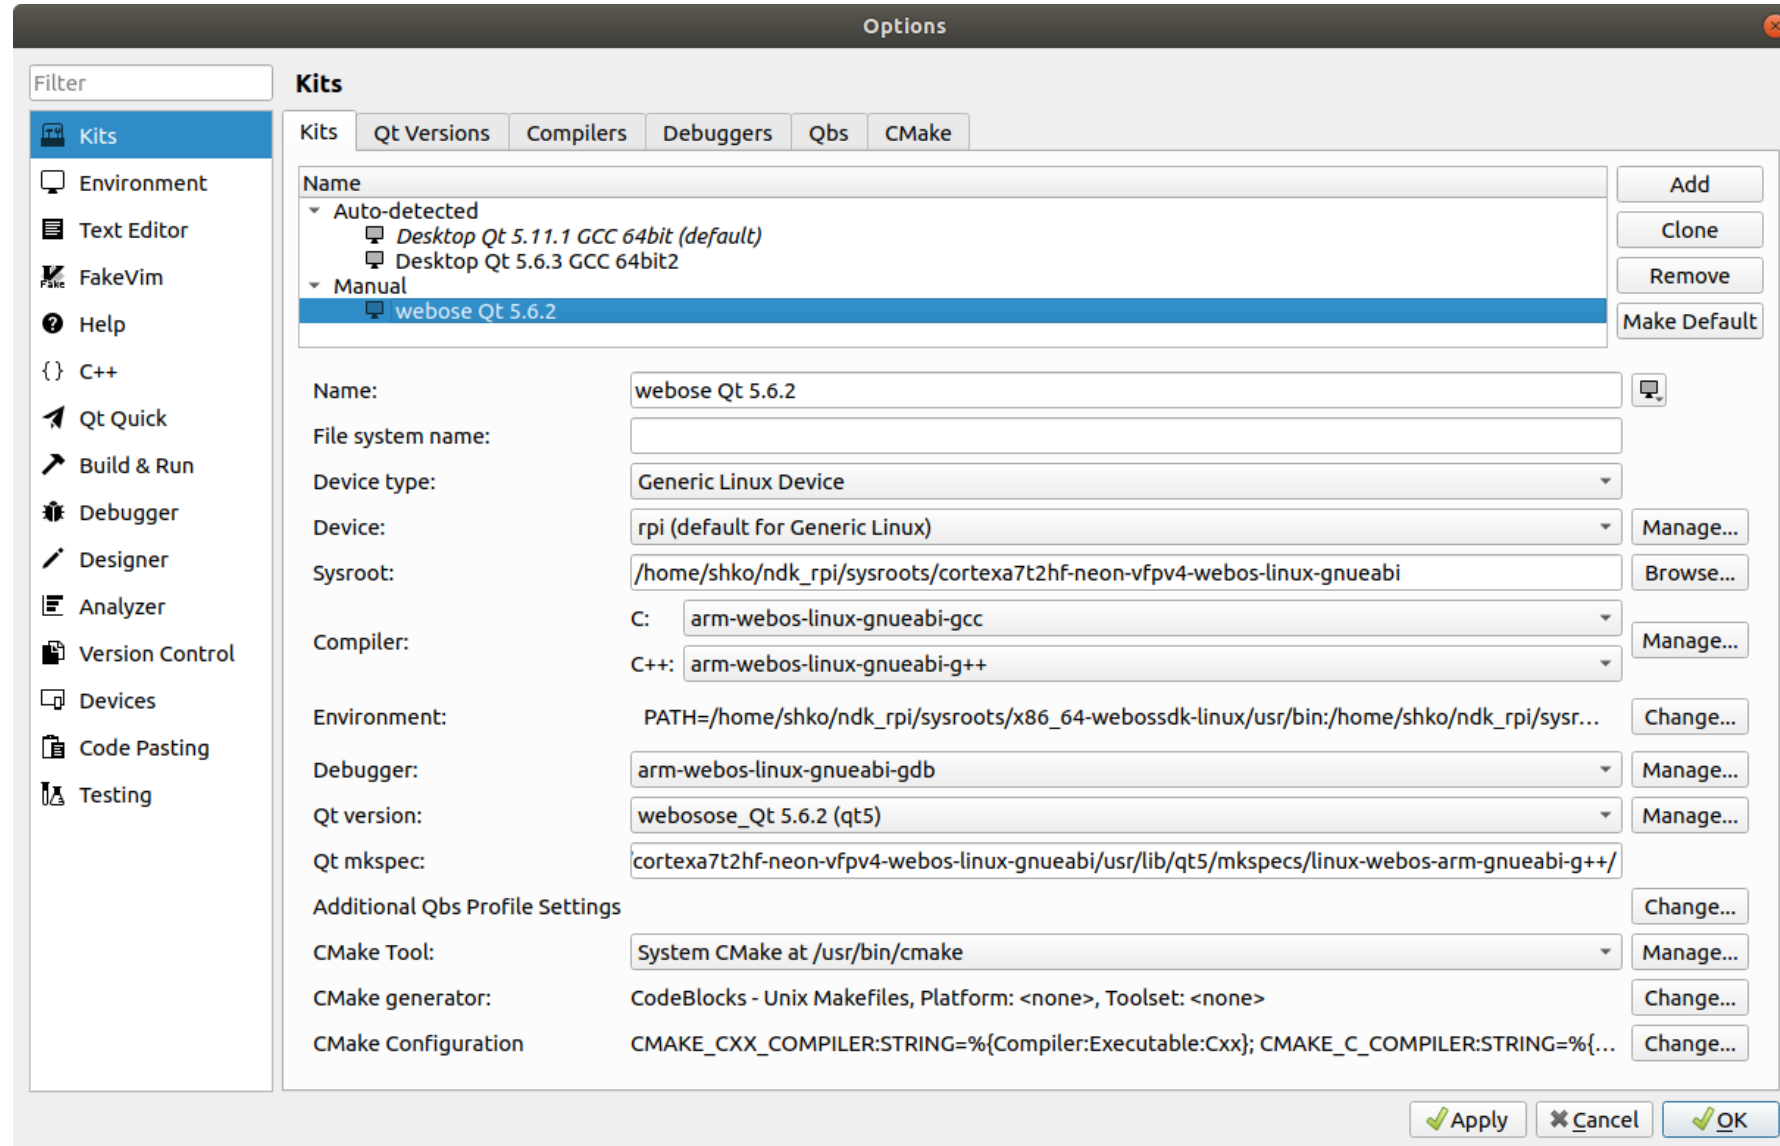 Options
Filter
Kits
Environment
Text Editor
FakeVim
Help
C++
Qt Quick
Build & Run
Debugger
Designer
Analyzer
Version Control
Devices
Code Pasting
Testing
Kits
Kits Qt Versions Compilers Debuggers Qbs CMake
Name
Auto-detected
Desktop Qt 5.11.1 GCC 64bit (default)
Desktop Qt 5.6.3 GCC 64bit2
Manual
webose Qt 5.6.2
Add
Clone
Remove
Make Default
Name: webose Qt 5.6.2
File system name:
Device type: Generic Linux Device
Device: rpi (default for Generic Linux) Manage...
Sysroot: /home/shko/ndk_rpi/sysroots/cortexa7t2hf-neon-vfpv4-webos-linux-gnueabi Browse...
Compiler:
C: arm-webos-linux-gnueabi-gcc
C++: arm-webos-linux-gnueabi-g++
Manage...
Environment: PATH=/home/shko/ndk_rpi/sysroots/x86_64-webossdk-linux/usr/bin:/home/shko/ndk_rpi/sysr... Change...
Debugger: arm-webos-linux-gnueabi-gdb Manage...
Qt version: webosose_Qt 5.6.2 (qt5) Manage...
Qt mkspec: cortexa7t2hf-neon-vfpv4-webos-linux-gnueabi/usr/lib/qt5/mkspecs/linux-webos-arm-gnueabi-g++/
Additional Qbs Profile Settings Change...
CMake Tool: System CMake at /usr/bin/cmake Manage...
CMake generator: CodeBlocks - Unix Makefiles, Platform: <none>, Toolset: <none> Change...
CMake Configuration CMAKE_CXX_COMPILER:STRING=%{Compiler:Executable:Cxx}; CMAKE_C_COMPILER:STRING=%{... Change...
Apply Cancel OK